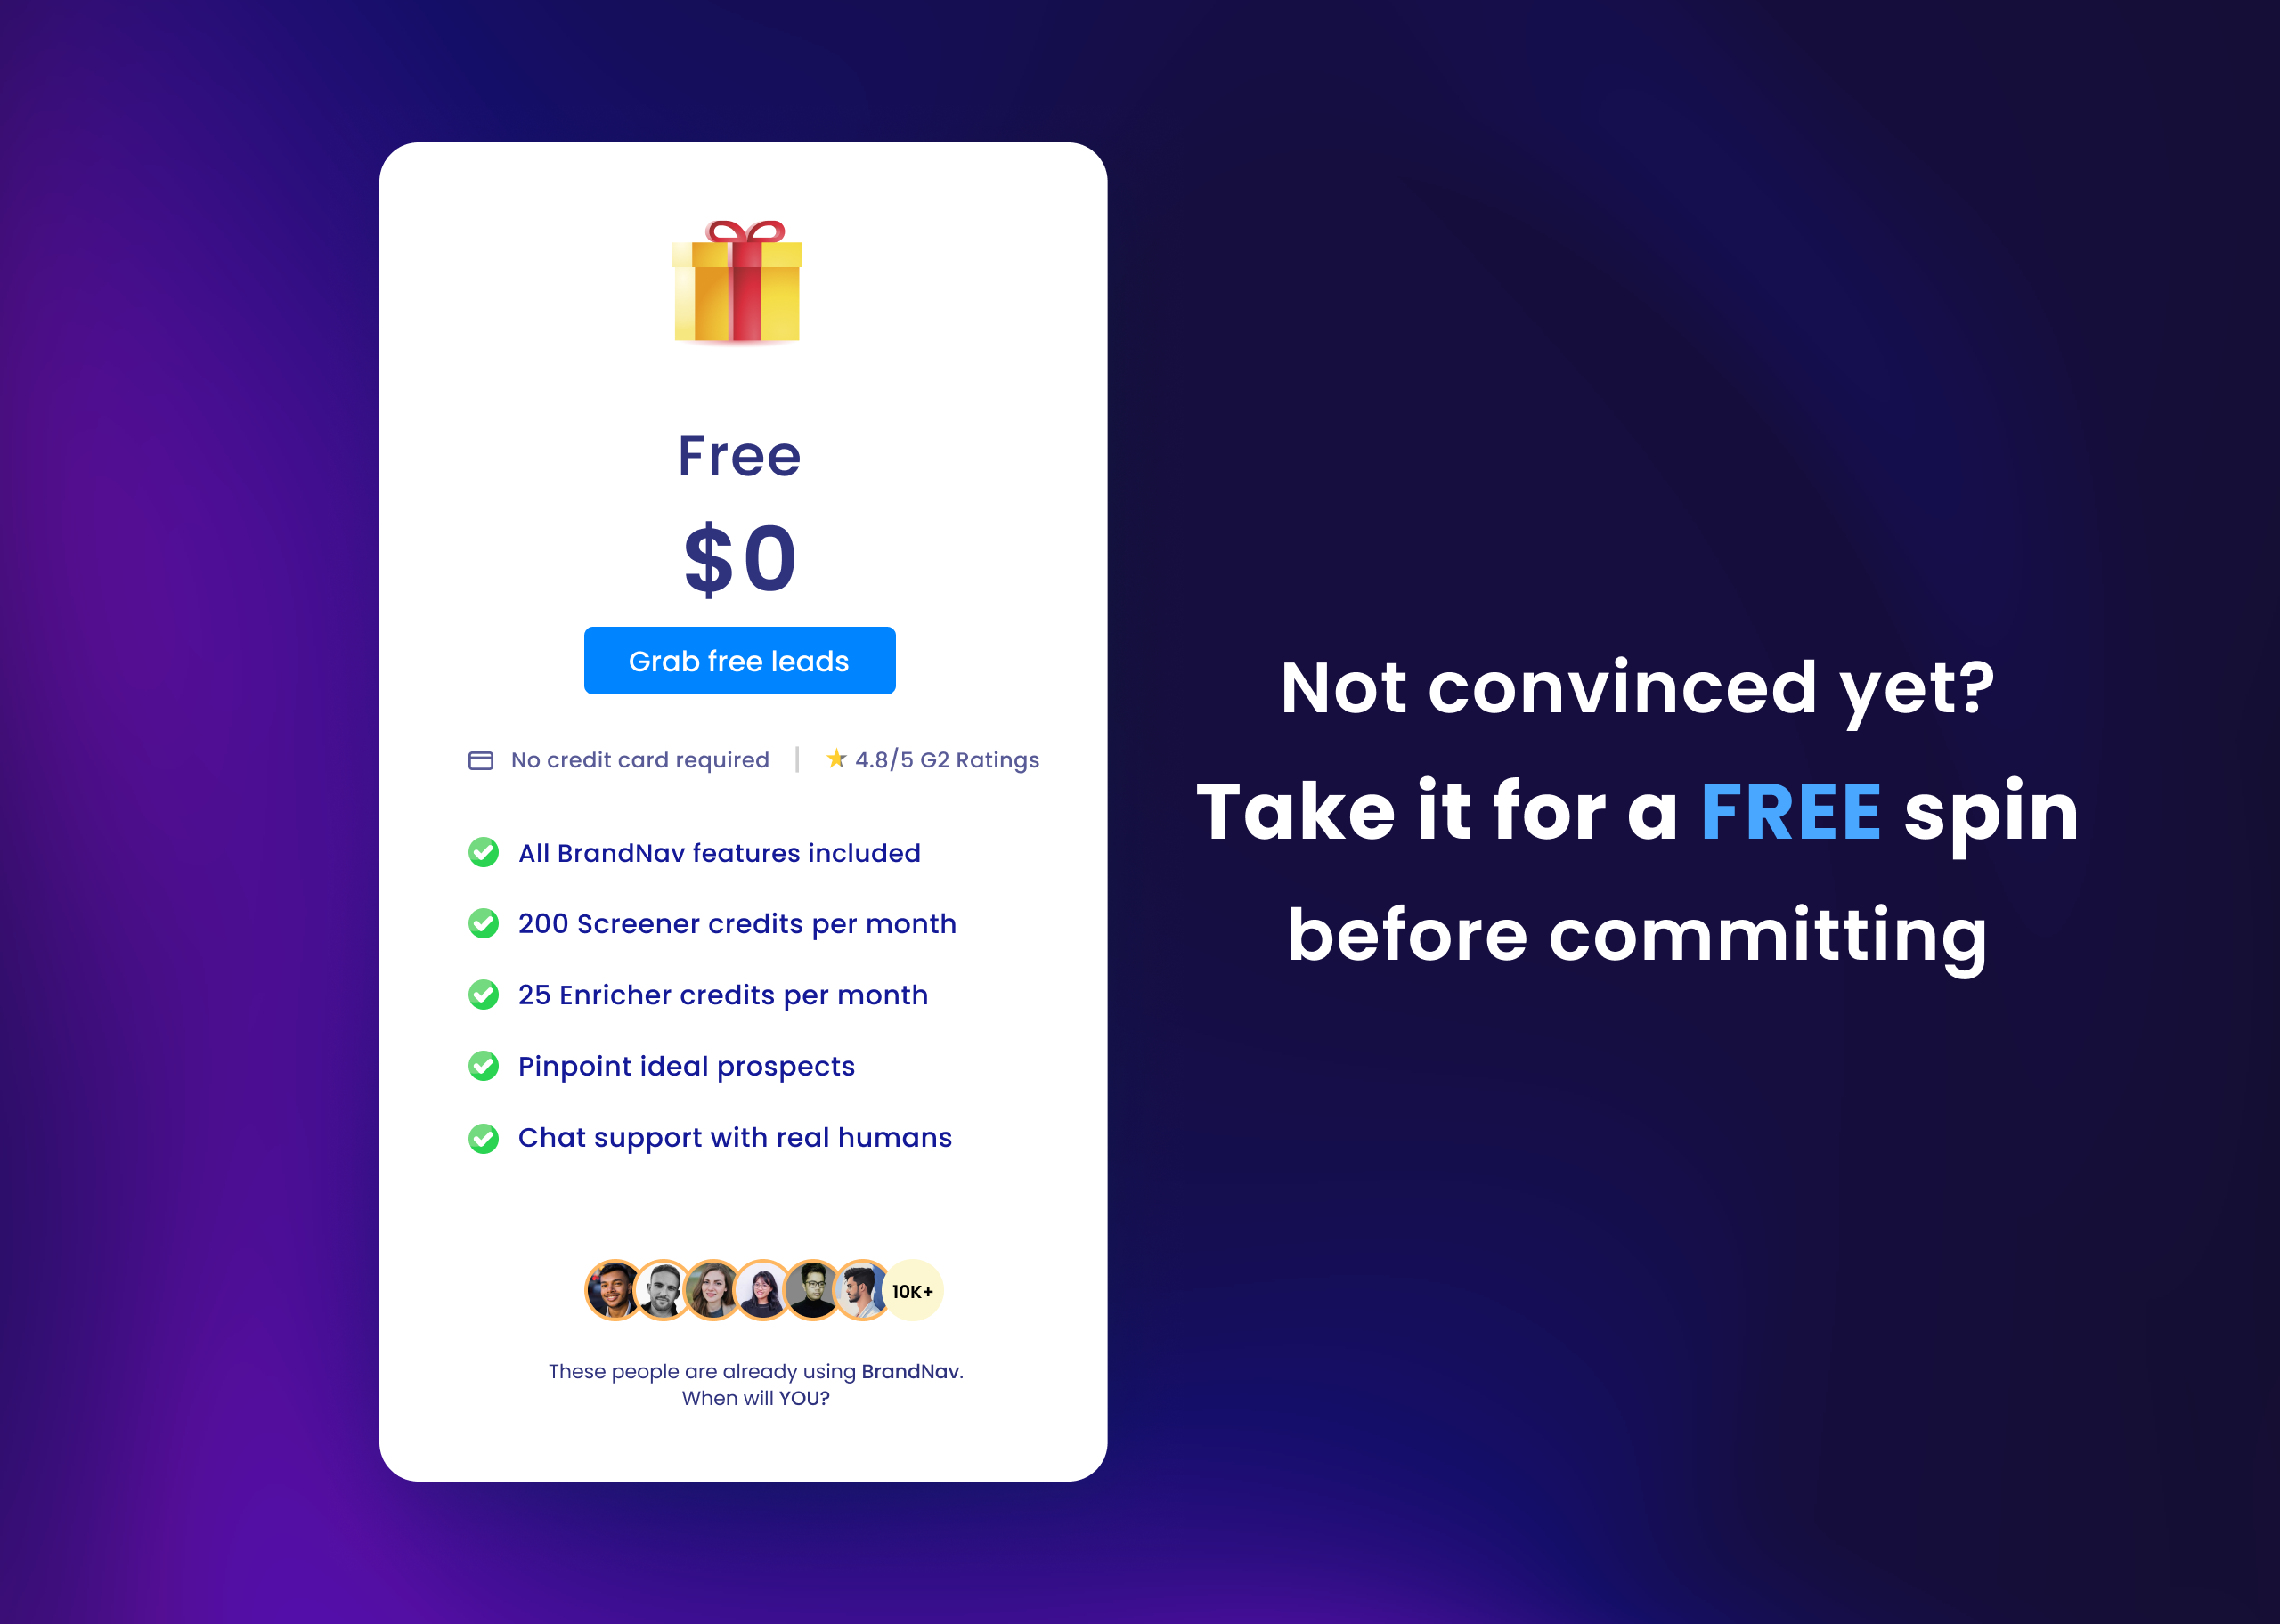 Free
$0
Grab free leads
No credit card required | 4.8/5 G2 Ratings
All BrandNav features included
200 Screener credits per month
25 Enricher credits per month
Pinpoint ideal prospects
Chat support with real humans
10K+
These people are already using BrandNav.
When will YOU?
Not convinced yet?
Take it for a FREE spin
before committing